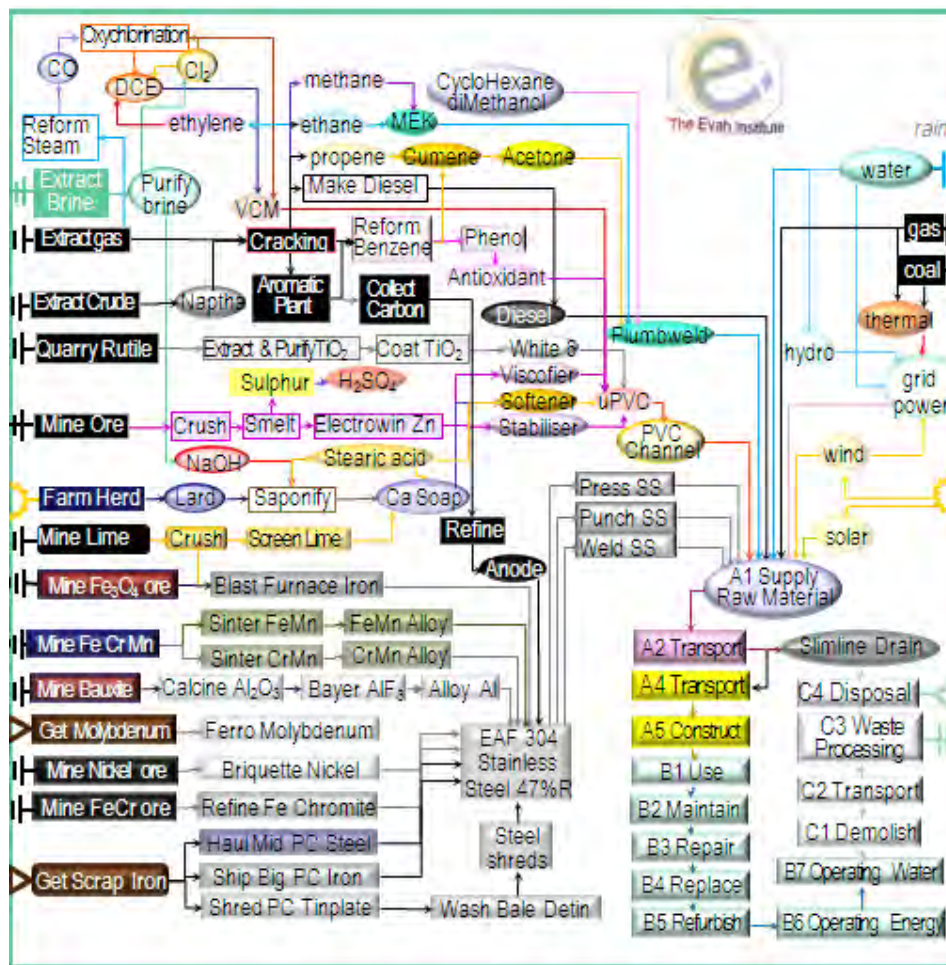 Oxychlorination
CO
Cl₂
DCE
methane
CycloHexane
diMethanol
The Evah Institute
rain
Reform
Steam
ethylene
ethane
MEK
Extract
Brine
Purify
brine
propene
Cumene
Acetone
water
Make Diesel
VCM
Extract gas
Cracking
Reform
Benzene
Pheno
gas
Antioxidant
coal
Extract Crude
Naptha
Aromatic
Plant
Collect
Carbon
Diesel
thermal
Plumbweld
Quarry Rutile
Extract & PurifyTiO₂
Coat TiO₂
White &
hydro
Sulphur
H₂SO₄
Viscofier
grid
power
Softener
uPVC
Mine Ore
Crush
Smelt
Electrowin Zn
Stabiliser
PVC
Channel
NaOH
Stearic acid
wind
Farm Herd
Lard
Saponify
Ca Soap
Press SS
Refine
Punch SS
Mine Lime
Crush
Screen Lime
Weld SS
solar
Anode
A1 Supply
Raw Material
Mine Fe₃O₄ ore
Blast Furnace Iron
Sinter FeMn
FeMn Alloy
Mine Fe Cr Mn
Sinter CrMn
CrMn Alloy
A2 Transport
Slimline Drain
Mine Bauxite
Calcine Al₂O₃
Bayer AlF₃
Alloy Al
A4 Transport
C4 Disposal
Get Molybdenum
Ferro Molybdenum
EAF 304
Stainless
Steel 47%R
A5 Construct
C3 Waste
Processing
Mine Nickel ore
Briquette Nickel
B1 Use
C2 Transport
Mine FeCr ore
Refine Fe Chromite
B2 Maintain
Haul Mid PC Steel
Steel
shreds
B3 Repair
C1 Demolish
Get Scrap Iron
Ship Big PC Iron
B4 Replace
B7 Operating Water
Shred PC Tinplate
Wash Bale Detin
B5 Refurbish
B6 Operating Energy